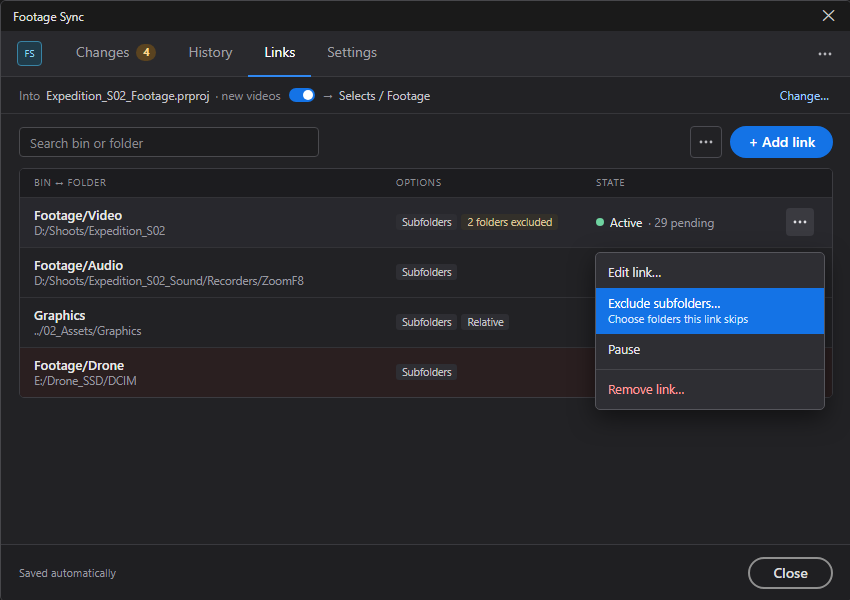 Footage Sync
FS
Changes 4 History Links Settings
Into Expedition_S02_Footage.prproj · new videos → Selects / Footage
Change...
Search bin or folder
+ Add link
BIN ↔ FOLDER OPTIONS STATE
Footage/Video
D:/Shoots/Expedition_S02
Subfolders 2 folders excluded
Active · 29 pending
Footage/Audio
D:/Shoots/Expedition_S02_Sound/Recorders/ZoomF8
Subfolders
Graphics
../02_Assets/Graphics
Subfolders Relative
Footage/Drone
E:/Drone_SSD/DCIM
Subfolders
Edit link...
Exclude subfolders...
Choose folders this link skips
Pause
Remove link...
Saved automatically
Close